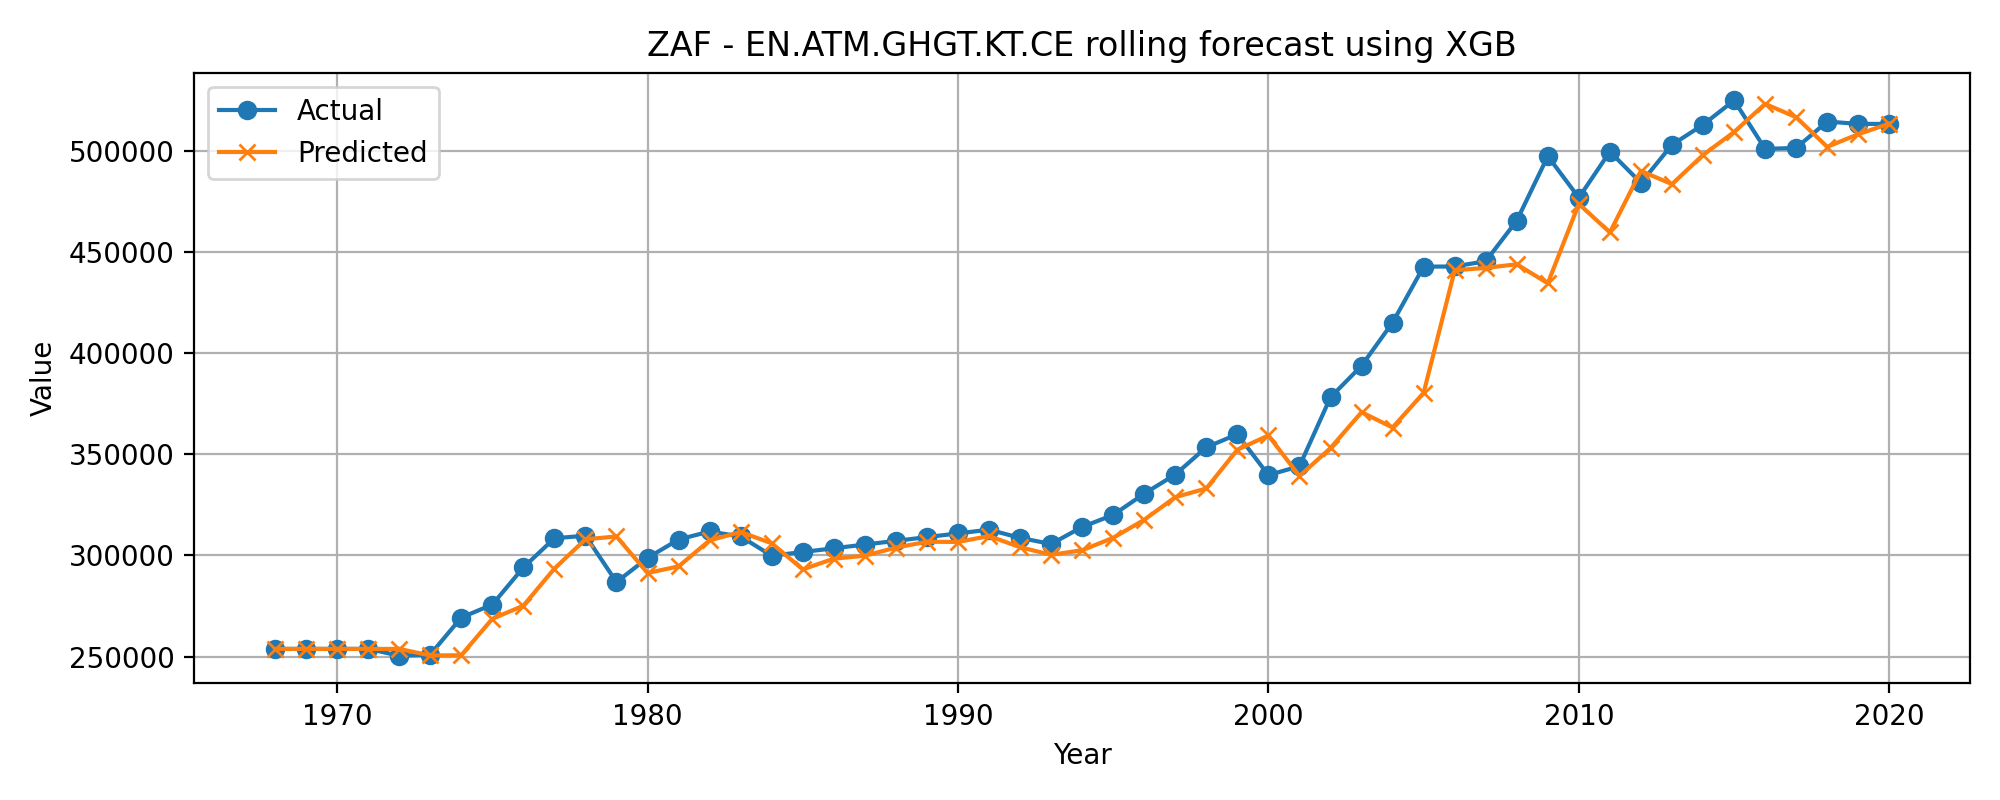 ZAF - EN.ATM.GHGT.KT.CE rolling forecast using XGB
Actual
Predicted
500000
450000
400000
350000
300000
250000
Value
1970 1980 1990 2000 2010 2020
Year